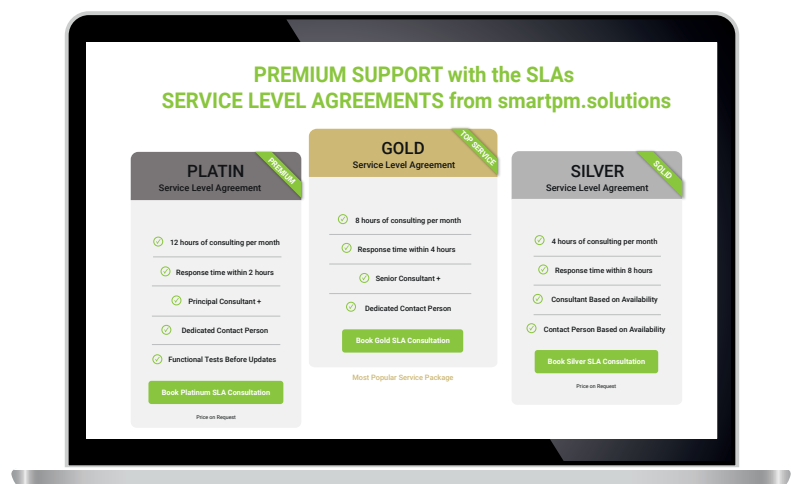 PREMIUM SUPPORT with the SLAs
SERVICE LEVEL AGREEMENTS from smartpm.solutions
PLATIN
Service Level Agreement
PREMIUM
12 hours of consulting per month
Response time within 2 hours
Principal Consultant +
Dedicated Contact Person
Functional Tests Before Updates
Book Platinum SLA Consultation
Price on Request
GOLD
Service Level Agreement
TOP SERVICE
8 hours of consulting per month
Response time within 4 hours
Senior Consultant +
Dedicated Contact Person
Book Gold SLA Consultation
Most Popular Service Package
SILVER
Service Level Agreement
SOLID
4 hours of consulting per month
Response time within 8 hours
Consultant Based on Availability
Contact Person Based on Availability
Book Silver SLA Consultation
Price on Request